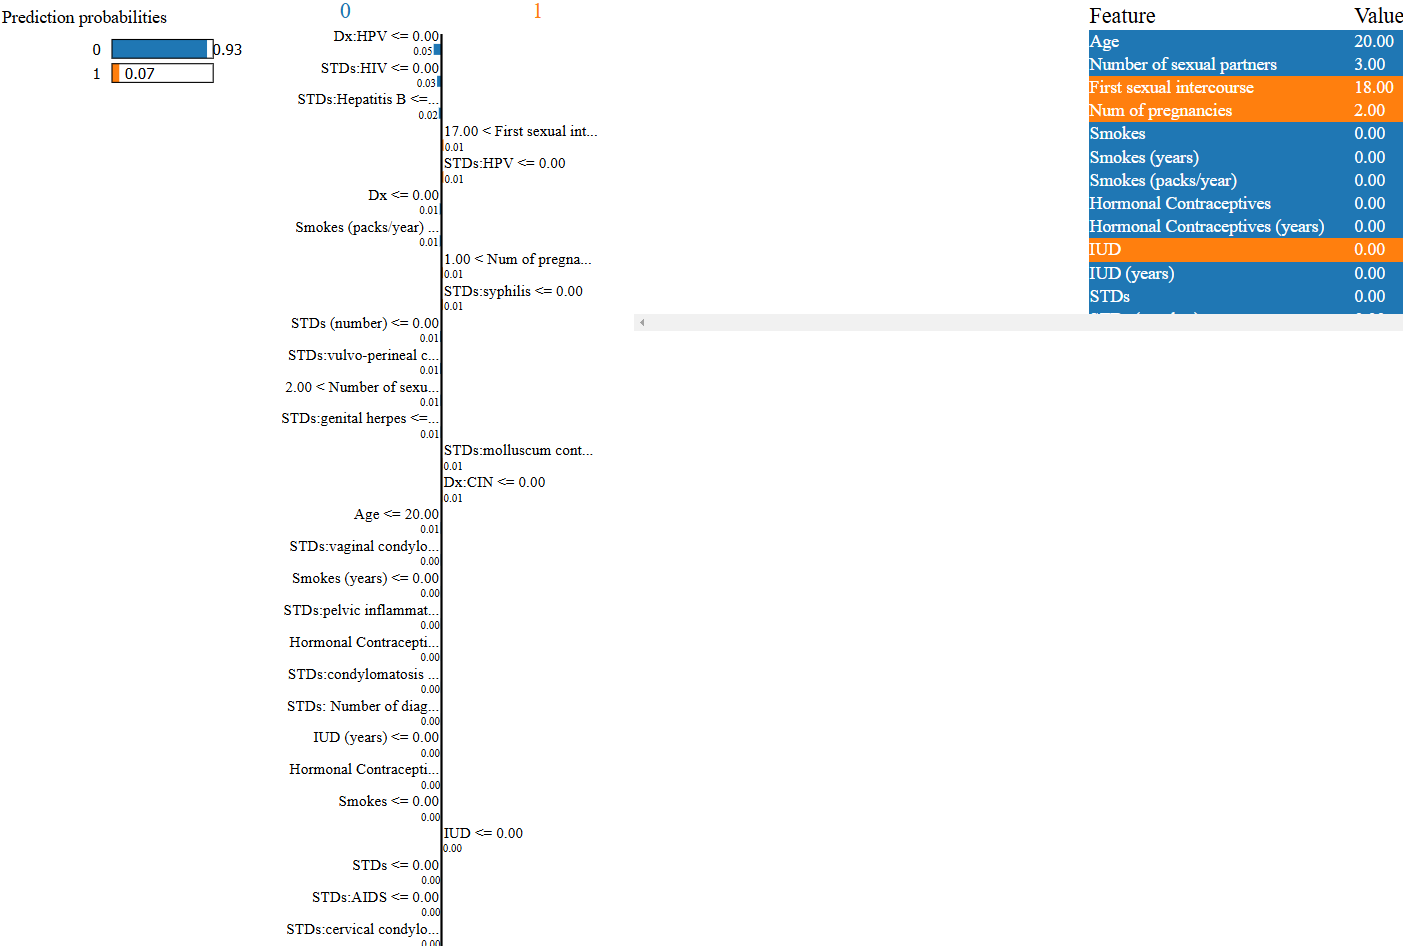 Prediction probabilities
0 0.93
1 0.07
0 1
Dx:HPV <= 0.00
0.05
STDs:HIV <= 0.00
0.03
STDs:Hepatitis B <=...
0.02
17.00 < First sexual int...
0.01
STDs:HPV <= 0.00
0.01
Dx <= 0.00
0.01
Smokes (packs/year) ...
0.01
1.00 < Num of pregna...
0.01
STDs:syphilis <= 0.00
0.01
STDs (number) <= 0.00
0.01
STDs:vulvo-perineal c...
0.01
2.00 < Number of sexu...
0.01
STDs:genital herpes <=...
0.01
STDs:molluscum cont...
0.01
Dx:CIN <= 0.00
0.01
Age <= 20.00
0.01
STDs:vaginal condylo...
0.00
Smokes (years) <= 0.00
0.00
STDs:pelvic inflammat...
0.00
Hormonal Contracepti...
0.00
STDs:condylomatosis ...
0.00
STDs: Number of diag...
0.00
IUD (years) <= 0.00
0.00
Hormonal Contracepti...
0.00
Smokes <= 0.00
0.00
IUD <= 0.00
0.00
STDs <= 0.00
0.00
STDs:AIDS <= 0.00
0.00
STDs:cervical condylo...
0.00
Feature Value
Age 20.00
Number of sexual partners 3.00
First sexual intercourse 18.00
Num of pregnancies 2.00
Smokes 0.00
Smokes (years) 0.00
Smokes (packs/year) 0.00
Hormonal Contraceptives 0.00
Hormonal Contraceptives (years) 0.00
IUD 0.00
IUD (years) 0.00
STDs 0.00